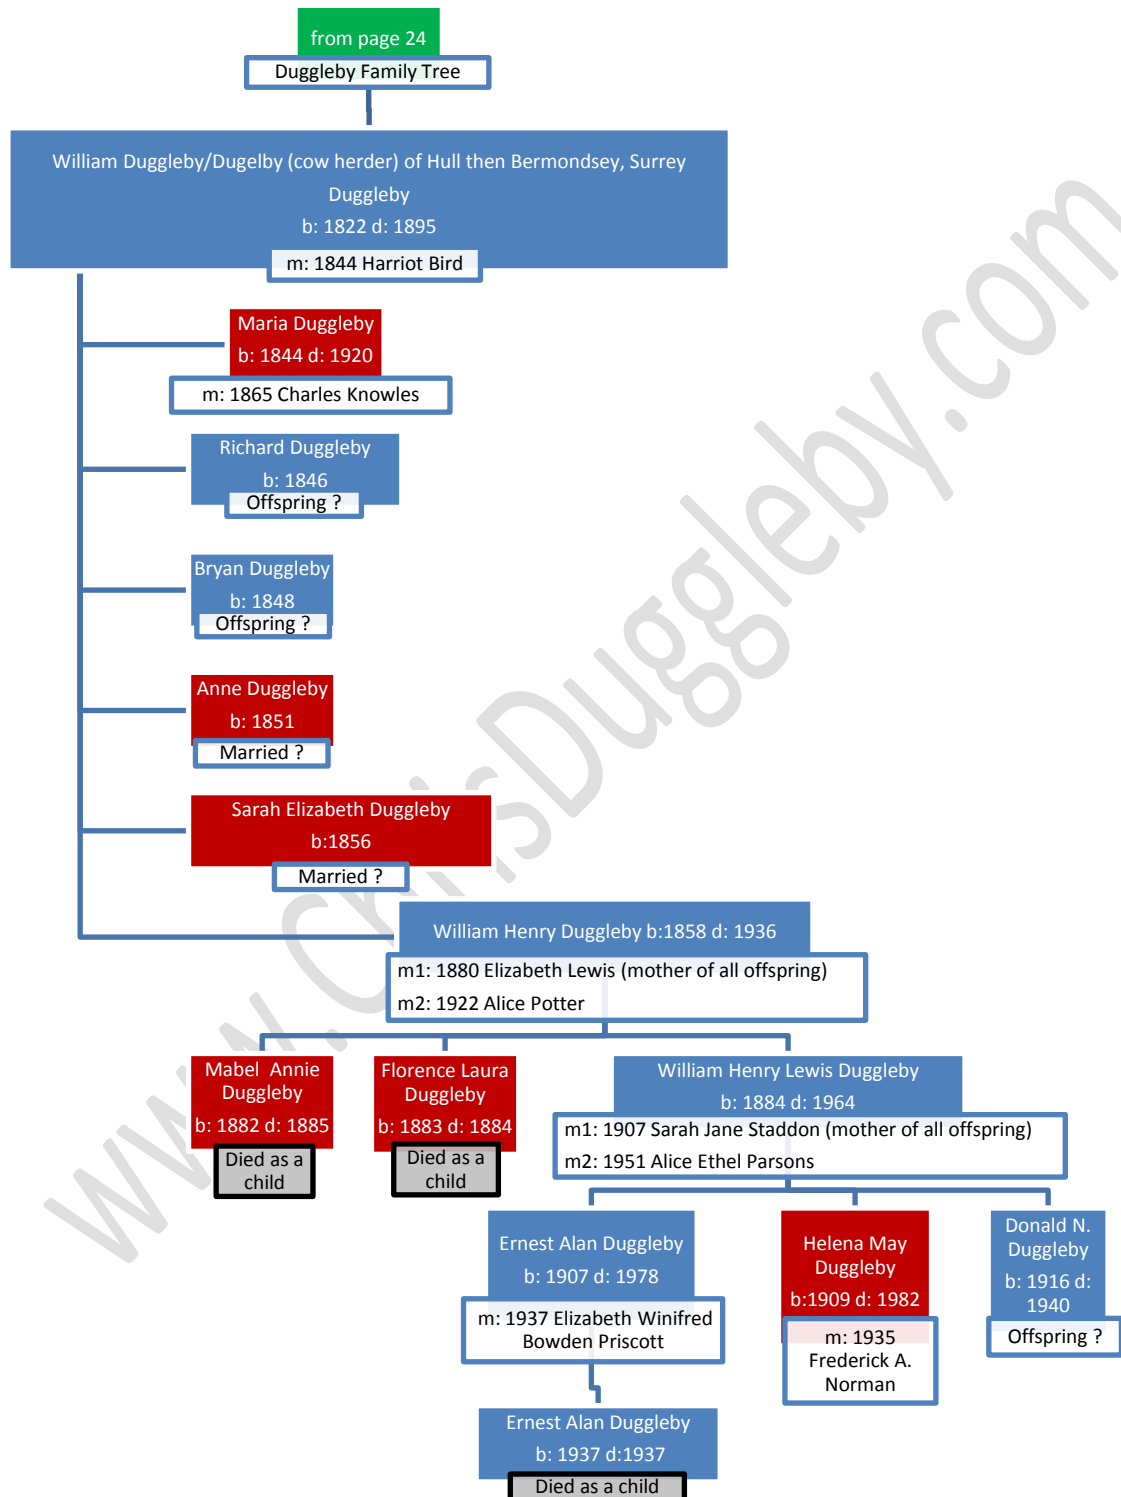 from page 24
Duggleby Family Tree
William Duggleby/Dugelby (cow herder) of Hull then Bermondsey, Surrey
Duggleby
b: 1822 d: 1895
m: 1844 Harriot Bird
Maria Duggleby
b: 1844 d: 1920
m: 1865 Charles Knowles
Richard Duggleby
b: 1846
Offspring ?
Bryan Duggleby
b: 1848
Offspring ?
Anne Duggleby
b: 1851
Married ?
Sarah Elizabeth Duggleby
b:1856
Married ?
William Henry Duggleby b:1858 d: 1936
m1: 1880 Elizabeth Lewis (mother of all offspring)
m2: 1922 Alice Potter
Mabel Annie
Duggleby
b: 1882 d: 1885
Died as a
child
Florence Laura
Duggleby
b: 1883 d: 1884
Died as a
child
William Henry Lewis Duggleby
b: 1884 d: 1964
m1: 1907 Sarah Jane Staddon (mother of all offspring)
m2: 1951 Alice Ethel Parsons
Ernest Alan Duggleby
b: 1907 d: 1978
m: 1937 Elizabeth Winifred
Bowden Priscott
Helena May
Duggleby
b:1909 d: 1982
m: 1935
Frederick A.
Norman
Donald N.
Duggleby
b: 1916 d:
1940
Offspring ?
Ernest Alan Duggleby
b: 1937 d:1937
Died as a child
www.ChrisDuggleby.com